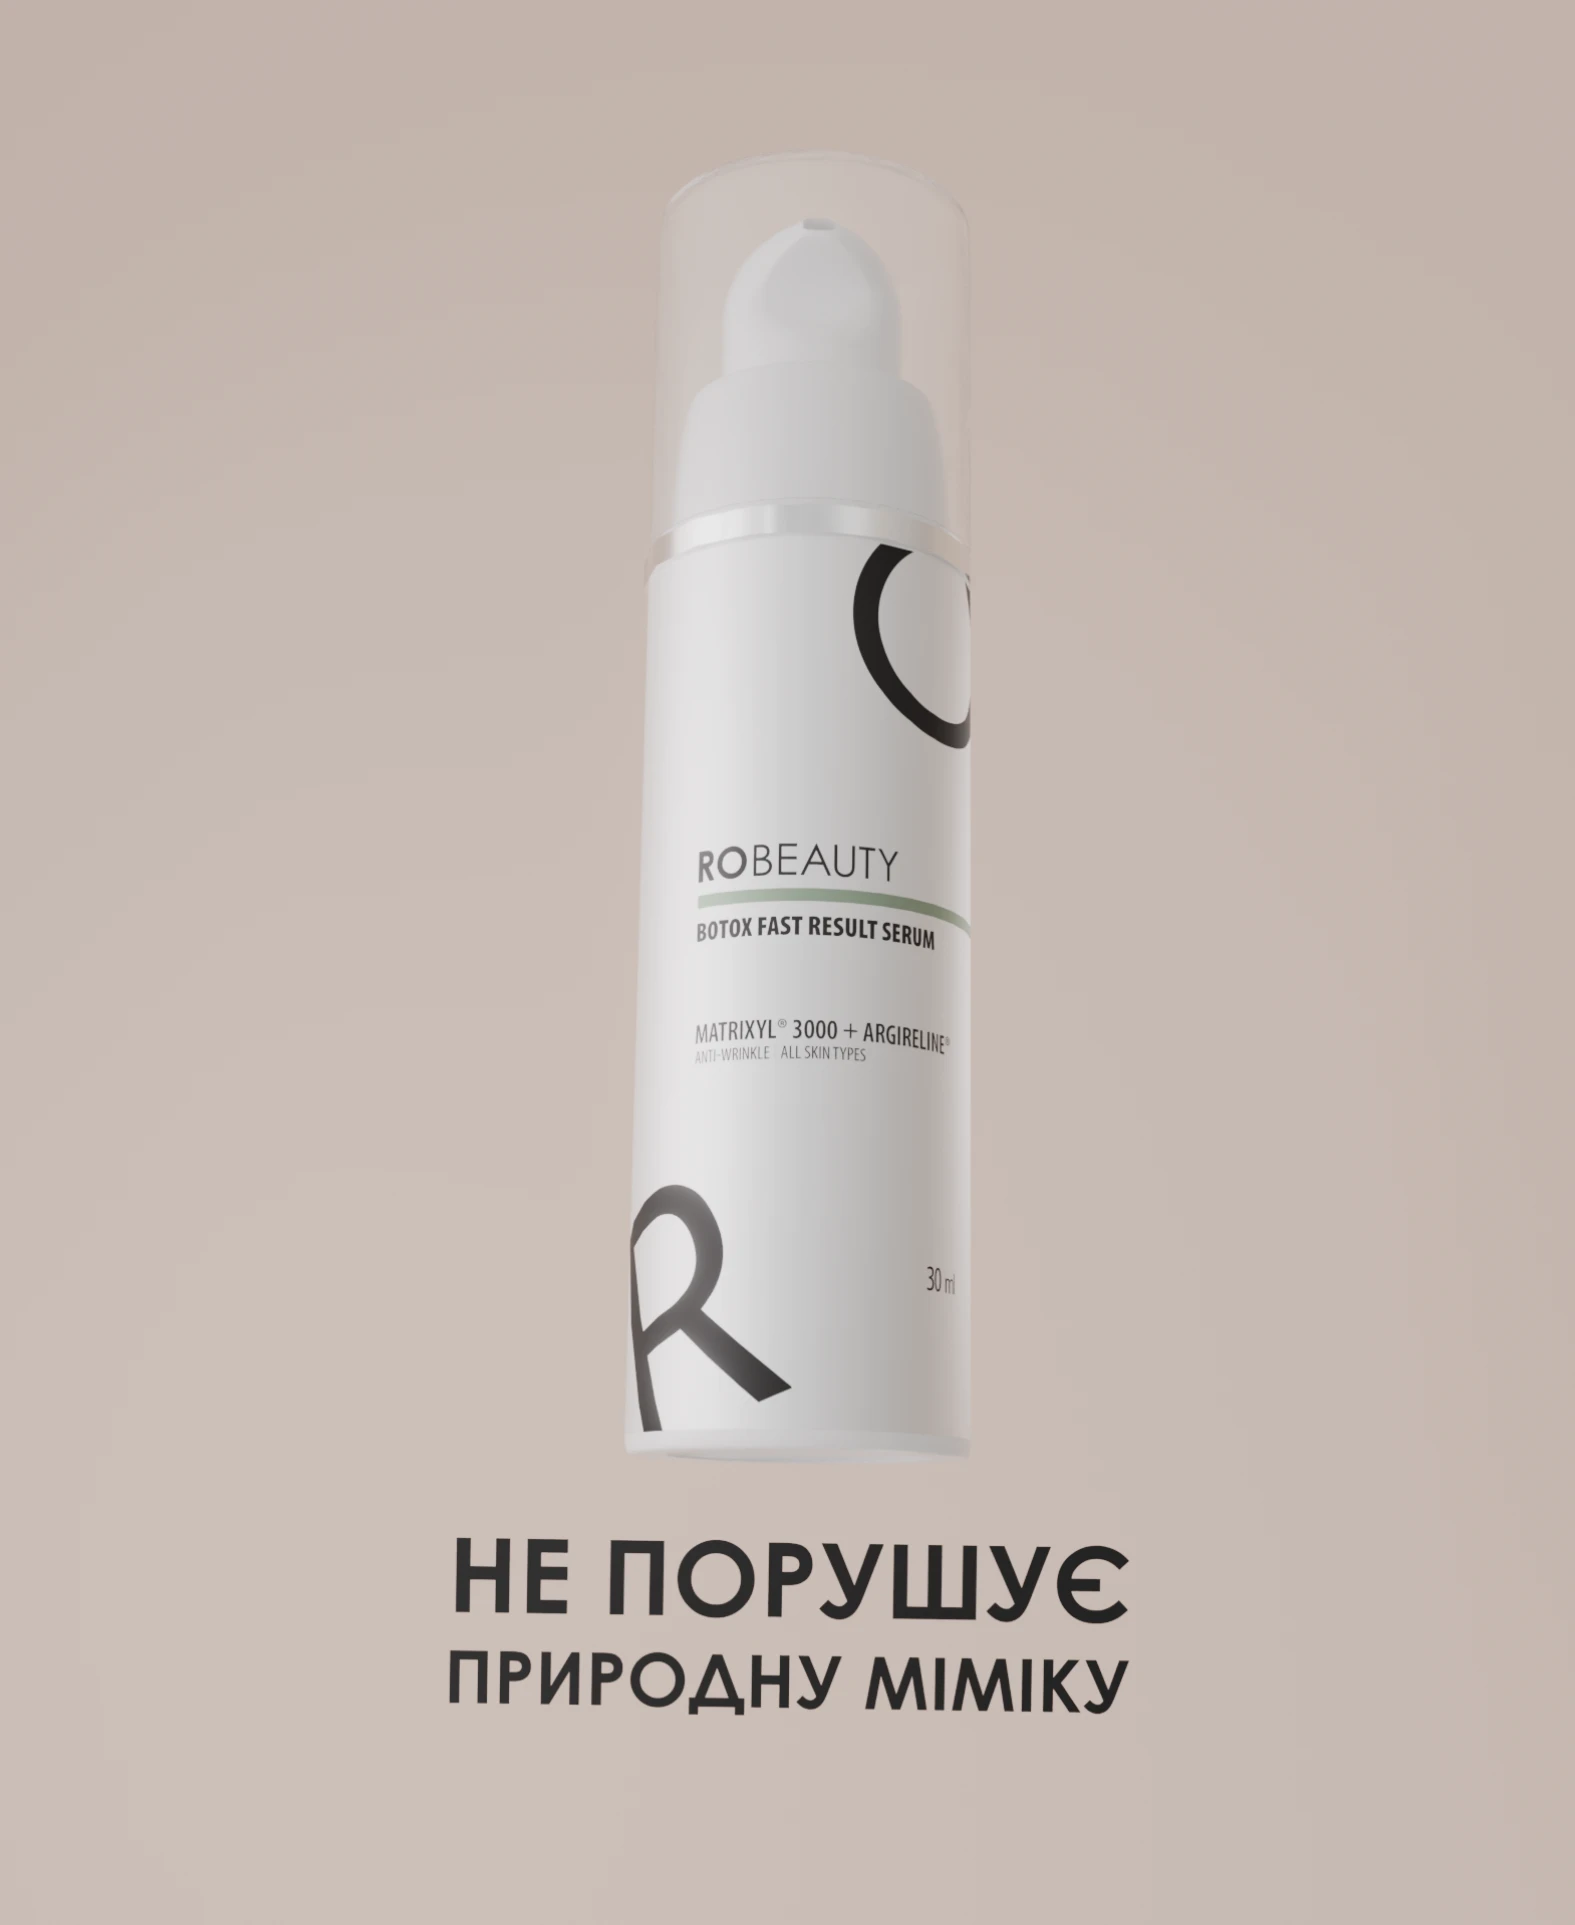 ROBEAUTY
BOTOX FAST RESULT SERUM
MATRIXYL® 3000 + ARGIRELINE®
ANTI-WRINKLE ALL SKIN TYPES
R
30 ml
НЕ ПОРУШУЄ
ПРИРОДНУ МІМІКУ